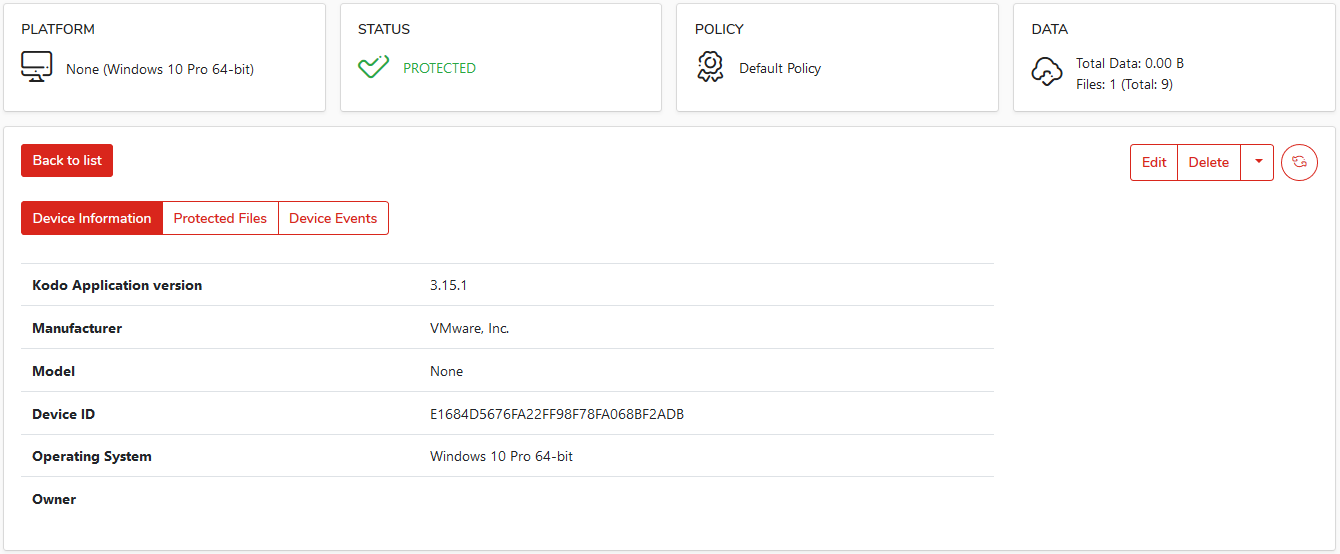 PLATFORM
None (Windows 10 Pro 64-bit)
STATUS
PROTECTED
POLICY
Default Policy
DATA
Total Data: 0.00 B
Files: 1 (Total: 9)
Back to list
Edit Delete
Device Information Protected Files Device Events
Kodo Application version 3.15.1
Manufacturer VMware, Inc.
Model None
Device ID E1684D5676FA22FF98F78FA068BF2ADB
Operating System Windows 10 Pro 64-bit
Owner